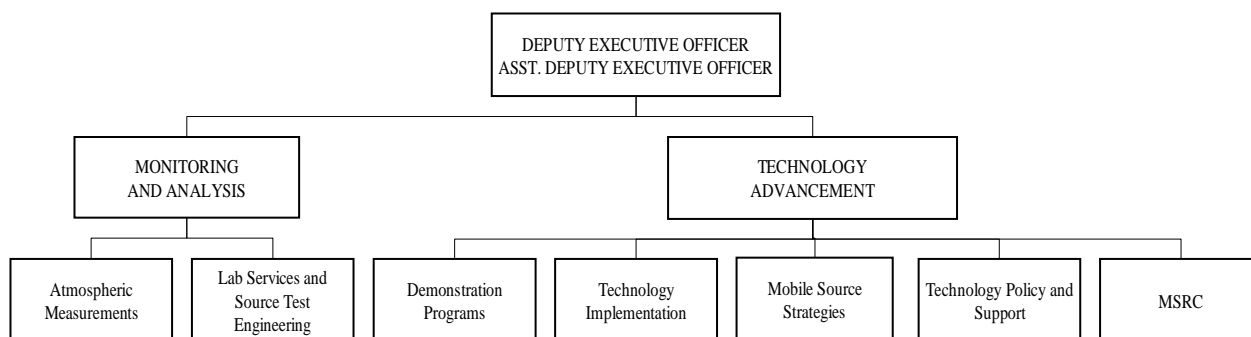 DEPUTY EXECUTIVE OFFICER
ASST. DEPUTY EXECUTIVE OFFICER
MONITORING
AND ANALYSIS
TECHNOLOGY
ADVANCEMENT
Atmospheric
Measurements
Lab Services and
Source Test
Engineering
Demonstration
Programs
Technology
Implementation
Mobile Source
Strategies
Technology Policy and
Support
MSRC